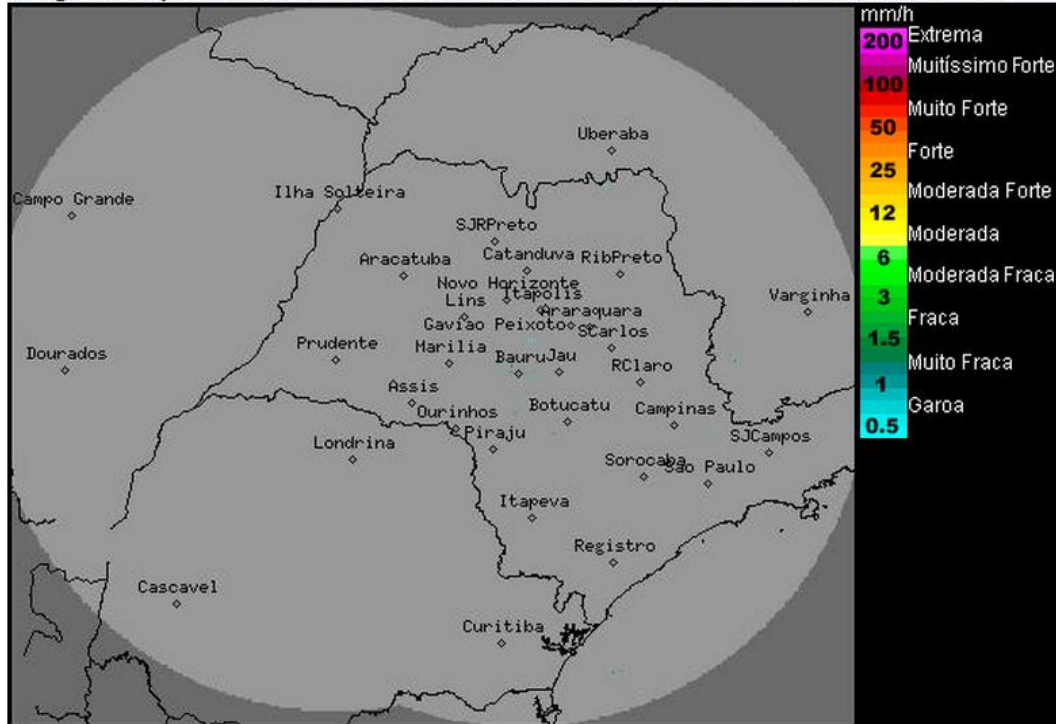 mm/h
200 Extrema
Muitíssimo Forte
100
Muito Forte
50
Forte
25
Moderada Forte
12
Moderada
6
Moderada Fraca
3
Fraca
1.5
Muito Fraca
1
Garoa
0.5
Uberaba
Campo Grande
Ilha Solteira
SJRPreto
Catanduva
RibPreto
Aracatuba
Novo Horizonte
Itapolis
Lins
Araraquara
Varginha
Gaviao Peixoto
SCarlos
Prudente
Marilia
Dourados
Bauru
Jau
RClaro
Assis
Botucatu
Campinas
Ourinhos
Piraju
SJCampos
Londrina
Sorocaba
Sao Paulo
Itapeva
Registro
Cascavel
Curitiba